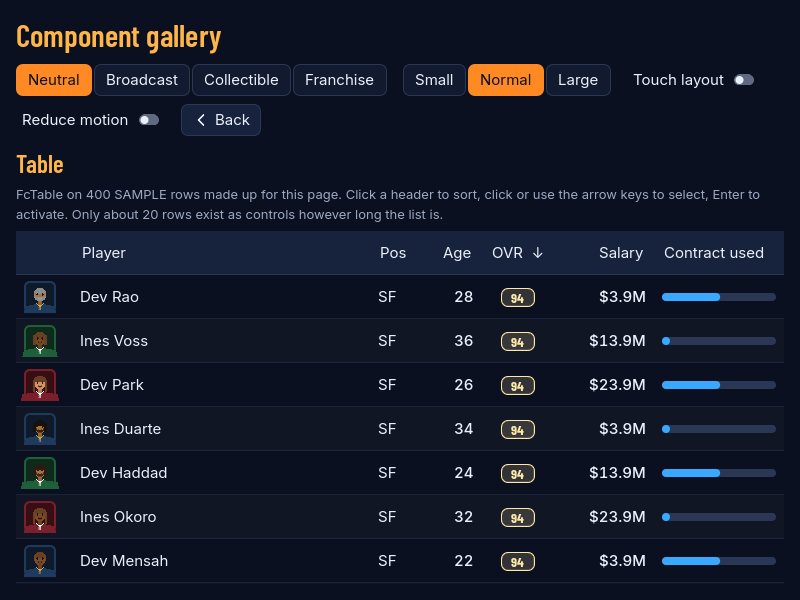 Component gallery
Neutral Broadcast Collectible Franchise Small Normal Large Touch layout
Reduce motion Back
Table
FcTable on 400 SAMPLE rows made up for this page. Click a header to sort, click or use the arrow keys to select, Enter to
activate. Only about 20 rows exist as controls however long the list is.
Player Pos Age OVR ↓ Salary Contract used
Dev Rao SF 28 94 $3.9M
Ines Voss SF 36 94 $13.9M
Dev Park SF 26 94 $23.9M
Ines Duarte SF 34 94 $3.9M
Dev Haddad SF 24 94 $13.9M
Ines Okoro SF 32 94 $23.9M
Dev Mensah SF 22 94 $3.9M